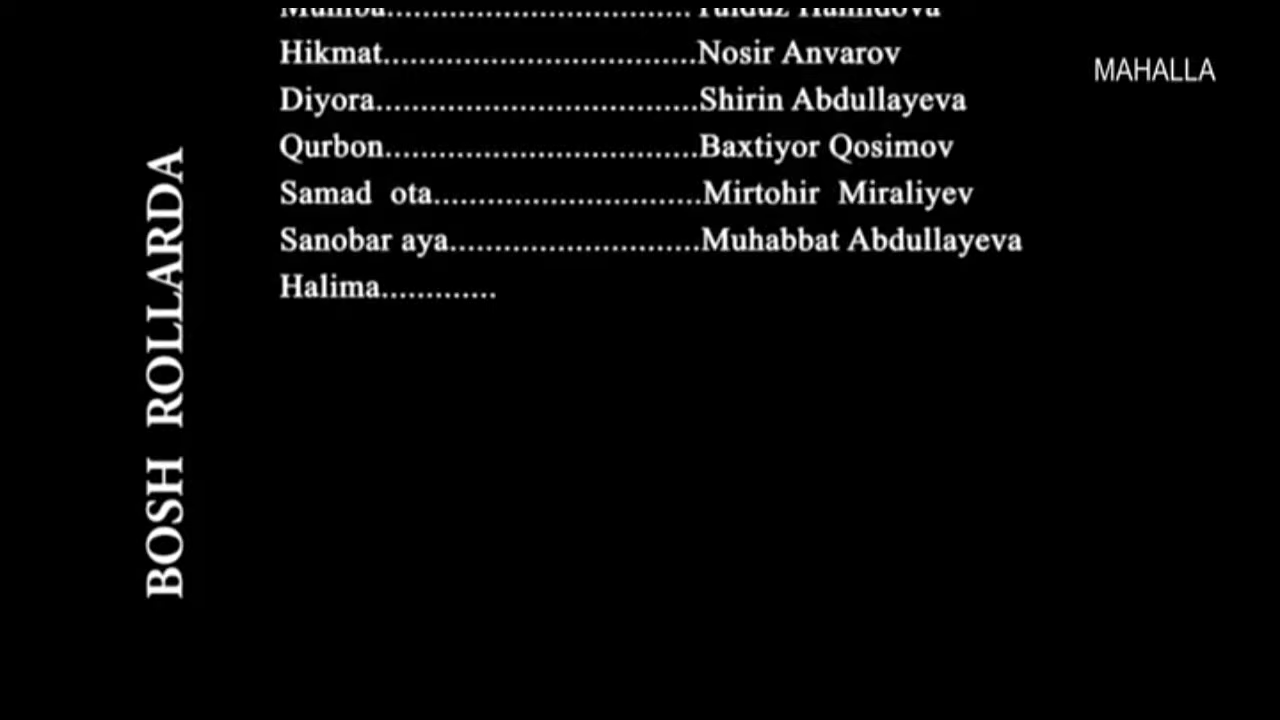 Hikmat...................................Nosir Anvarov
Diyora....................................Shirin Abdullayeva
Qurbon...................................Baxtiyor Qosimov
Samad ota..............................Mirtohir Miraliyev
Sanobar aya............................Muhabbat Abdullayeva
Halima.............
BOSH ROLLARDA
MAHALLA